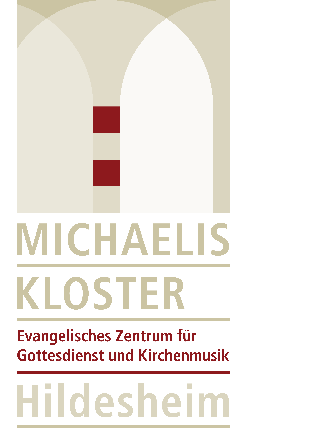 MICHAELIS
KLOSTER
Evangelisches Zentrum für
Gottesdienst und Kirchenmusik
Hildesheim